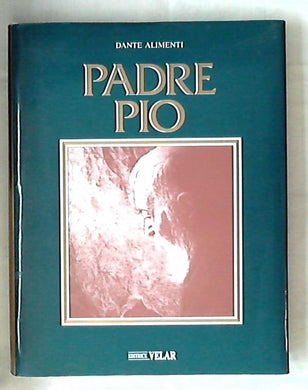 DANTE ALIMENTI
PADRE
PIO
EDITRICE VELAR